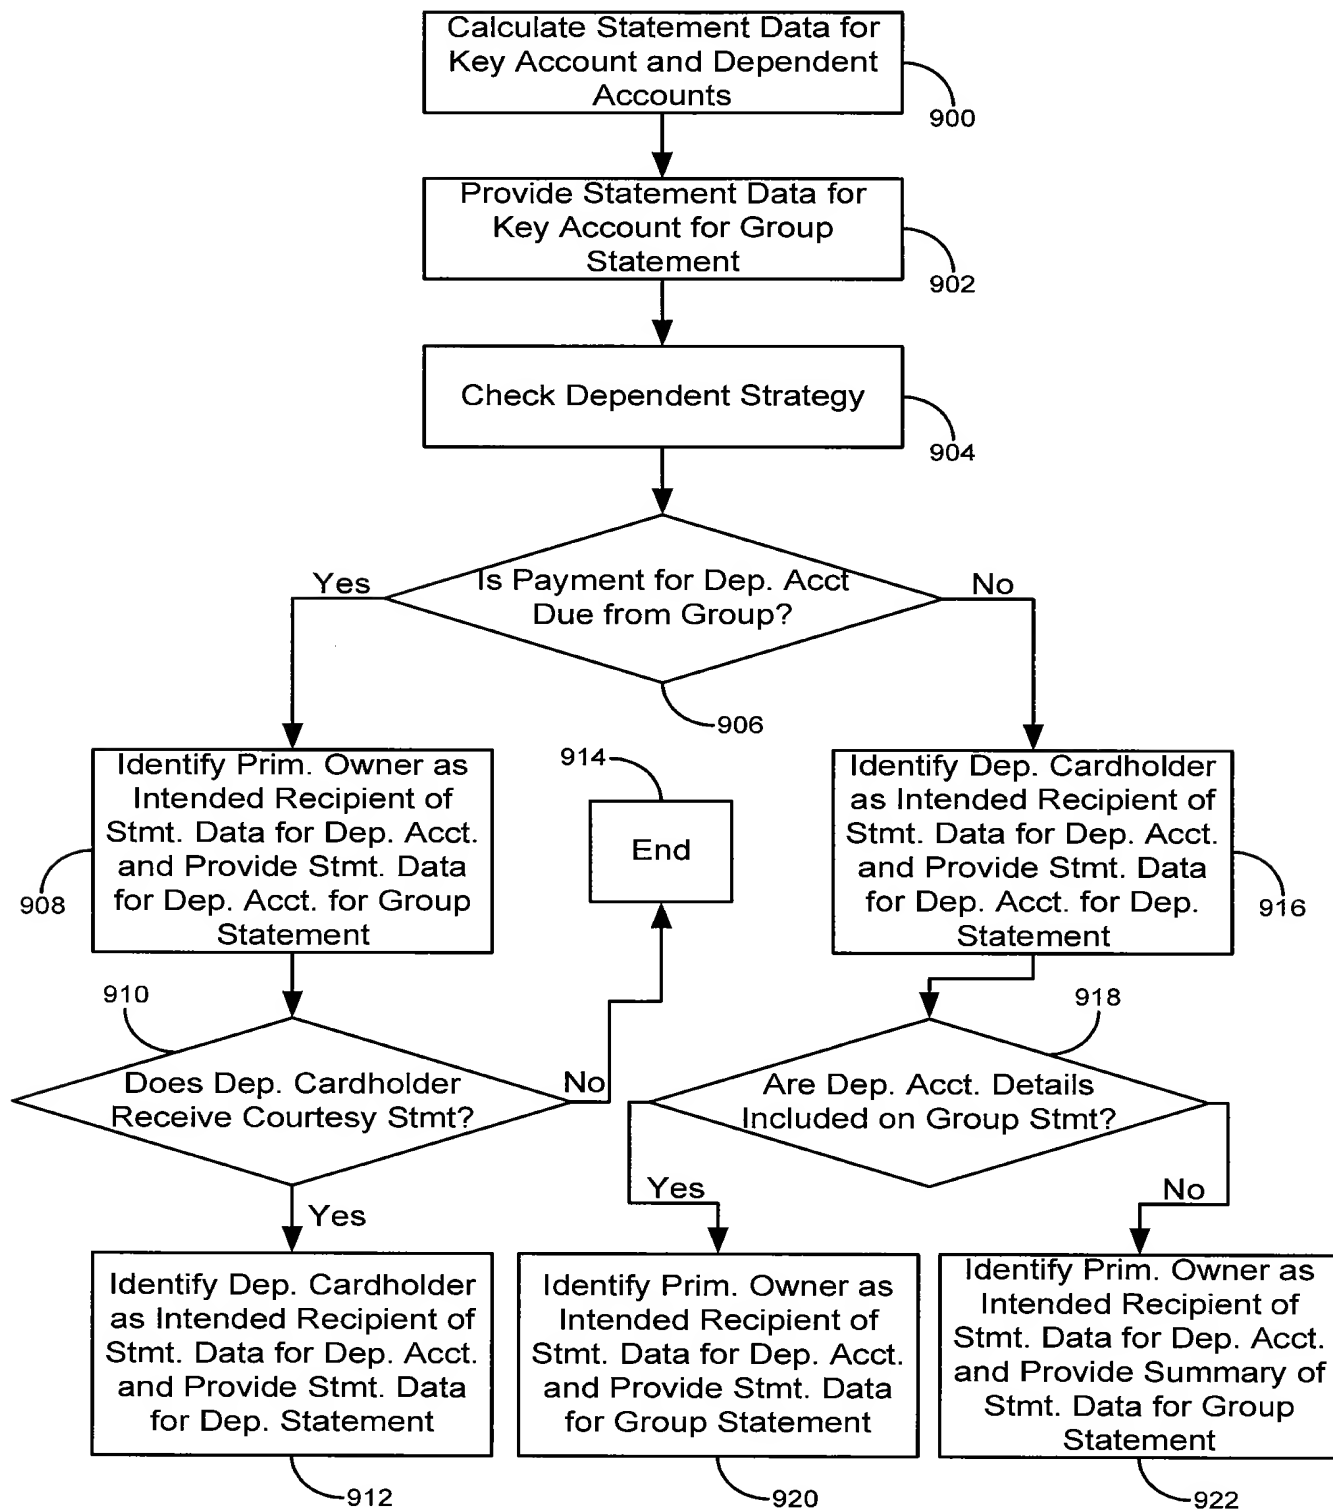 Calculate Statement Data for
Key Account and Dependent
Accounts
900
Provide Statement Data for
Key Account for Group
Statement
902
Check Dependent Strategy
904
Is Payment for Dep. Acct
Due from Group?
Yes
No
906
Identify Prim. Owner as
Intended Recipient of
Stmt. Data for Dep. Acct.
and Provide Stmt. Data
for Dep. Acct. for Group
Statement
908
914
End
Identify Dep. Cardholder
as Intended Recipient of
Stmt. Data for Dep. Acct.
and Provide Stmt. Data
for Dep. Acct. for Dep.
Statement
916
910
Does Dep. Cardholder
Receive Courtesy Stmt?
No
Yes
918
Are Dep. Acct. Details
Included on Group Stmt?
Yes
No
Identify Dep. Cardholder
as Intended Recipient of
Stmt. Data for Dep. Acct.
and Provide Stmt. Data
for Dep. Statement
912
Identify Prim. Owner as
Intended Recipient of
Stmt. Data for Dep. Acct.
and Provide Stmt. Data
for Group Statement
920
Identify Prim. Owner as
Intended Recipient of
Stmt. Data for Dep. Acct.
and Provide Summary of
Stmt. Data for Group
Statement
922